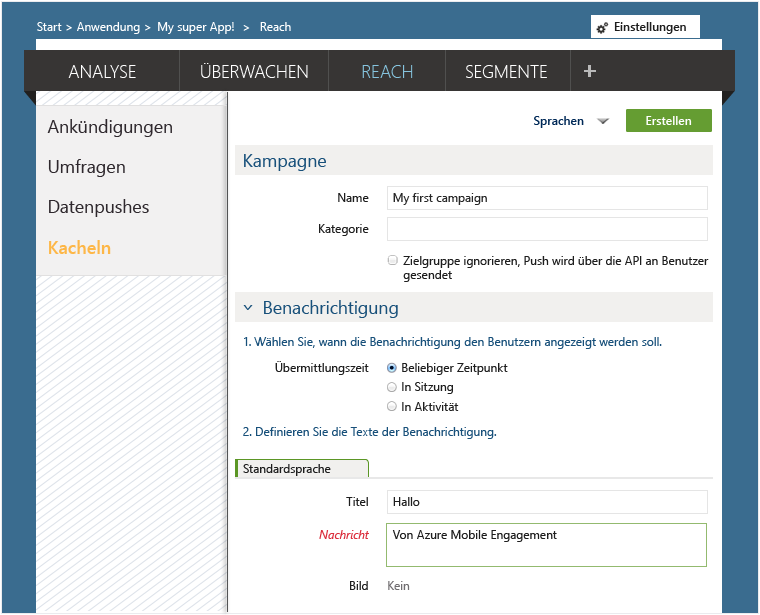 Start > Anwendung > My super App! > Reach
Einstellungen
ANALYSE ÜBERWACHEN REACH SEGMENTE +
Ankündigungen
Umfragen
Datenpushes
Kacheln
Sprachen
Erstellen
Kampagne
Name My first campaign
Kategorie
Zielgruppe ignorieren, Push wird über die API an Benutzer
gesendet
Benachrichtigung
1. Wählen Sie, wann die Benachrichtigung den Benutzern angezeigt werden soll.
Übermittlungszeit Beliebiger Zeitpunkt
In Sitzung
In Aktivität
2. Definieren Sie die Texte der Benachrichtigung.
Standardsprache
Titel Hallo
Nachricht Von Azure Mobile Engagement
Bild Kein